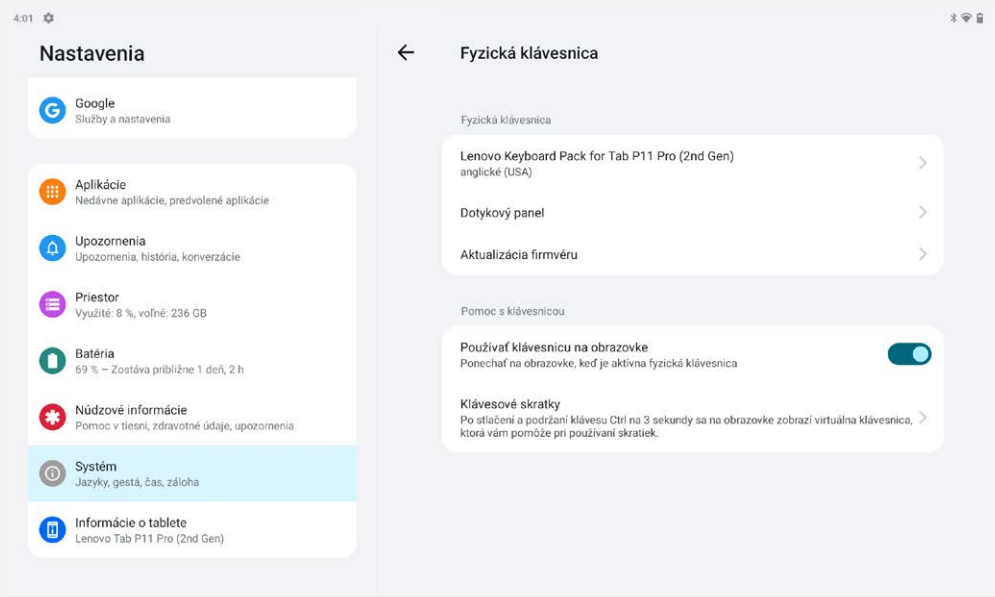 4:01
Nastavenia
Google
Služby a nastavenia
Aplikácie
Nedávne aplikácie, predvolené aplikácie
Upozornenia
Upozornenia, história, konverzácie
Priestor
Využité: 8 %, voľné: 236 GB
Batéria
69 % – Zostáva približne 1 deň, 2 h
Núdzové informácie
Pomoc v tiesni, zdravotné údaje, upozornenia
Systém
Jazyky, gestá, čas, záloha
Informácie o tablete
Lenovo Tab P11 Pro (2nd Gen)
Fyzická klávesnica
Fyzická klávesnica
Lenovo Keyboard Pack for Tab P11 Pro (2nd Gen)
anglické (USA)
Dotykový panel
Aktualizácia firmvéru
Pomoc s klávesnicou
Používať klávesnicu na obrazovke
Ponechať na obrazovke, keď je aktívna fyzická klávesnica
Klávesové skratky
Po stlačení a podržaní klávesu Ctrl na 3 sekundy sa na obrazovke zobrazí virtuálna klávesnica,
ktorá vám pomôže pri používaní skratiek.